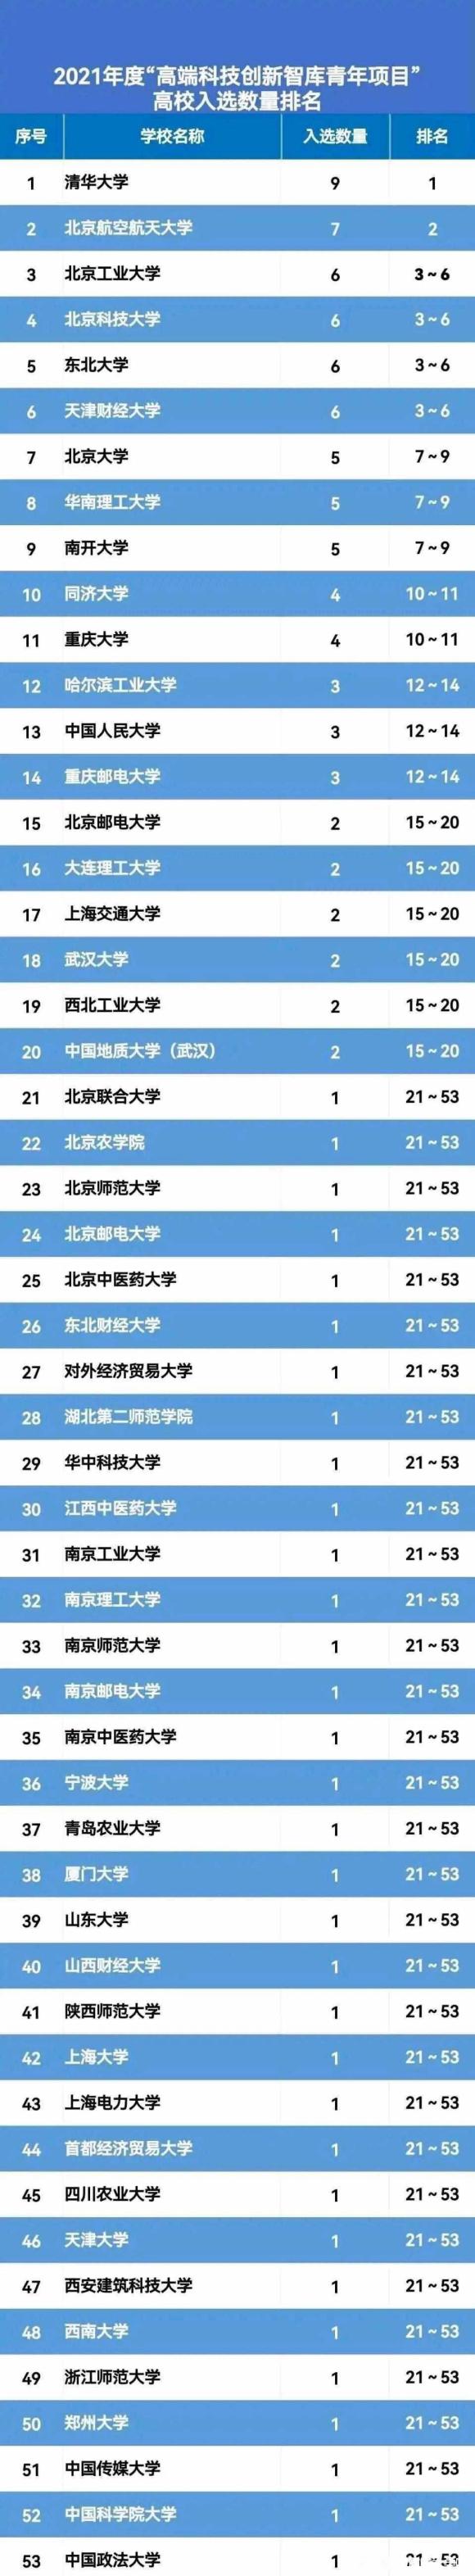 2021年度“高端科技创新智库青年项目”
高校入选数量排名
序号 学校名称 入选数量 排名
1 清华大学 9 1
2 北京航空航天大学 7 2
3 北京工业大学 6 3~6
4 北京科技大学 6 3~6
5 东北大学 6 3~6
6 天津财经大学 6 3~6
7 北京大学 5 7~9
8 华南理工大学 5 7~9
9 南开大学 5 7~9
10 同济大学 4 10~11
11 重庆大学 4 10~11
12 哈尔滨工业大学 3 12~14
13 中国人民大学 3 12~14
14 重庆邮电大学 3 12~14
15 北京邮电大学 2 15~20
16 大连理工大学 2 15~20
17 上海交通大学 2 15~20
18 武汉大学 2 15~20
19 西北工业大学 2 15~20
20 中国地质大学（武汉） 2 15~20
21 北京联合大学 1 21~53
22 北京农学院 1 21~53
23 北京师范大学 1 21~53
24 北京邮电大学 1 21~53
25 北京中医药大学 1 21~53
26 东北财经大学 1 21~53
27 对外经济贸易大学 1 21~53
28 湖北第二师范学院 1 21~53
29 华中科技大学 1 21~53
30 江西中医药大学 1 21~53
31 南京工业大学 1 21~53
32 南京理工大学 1 21~53
33 南京师范大学 1 21~53
34 南京邮电大学 1 21~53
35 南京中医药大学 1 21~53
36 宁波大学 1 21~53
37 青岛农业大学 1 21~53
38 厦门大学 1 21~53
39 山东大学 1 21~53
40 山西财经大学 1 21~53
41 陕西师范大学 1 21~53
42 上海大学 1 21~53
43 上海电力大学 1 21~53
44 首都经济贸易大学 1 21~53
45 四川农业大学 1 21~53
46 天津大学 1 21~53
47 西安建筑科技大学 1 21~53
48 西南大学 1 21~53
49 浙江师范大学 1 21~53
50 郑州大学 1 21~53
51 中国传媒大学 1 21~53
52 中国科学院大学 1 21~53
53 中国政法大学 1 21~53